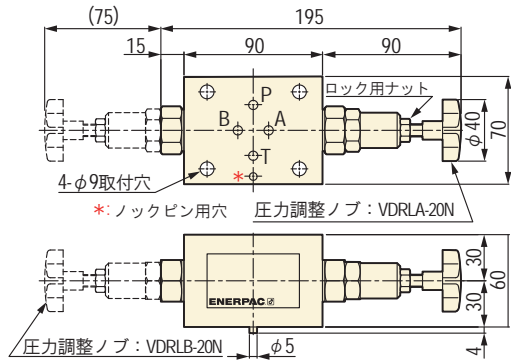 (75)
195
15
90
90
P
B
A
T
*
ロック用ナット
φ40
70
4-φ9取付穴
*:ノックピン用穴
圧力調整ノブ：VDRLA-20N
ENERPAC
30
30
60
圧力調整ノブ：VDRLB-20N
φ5
4